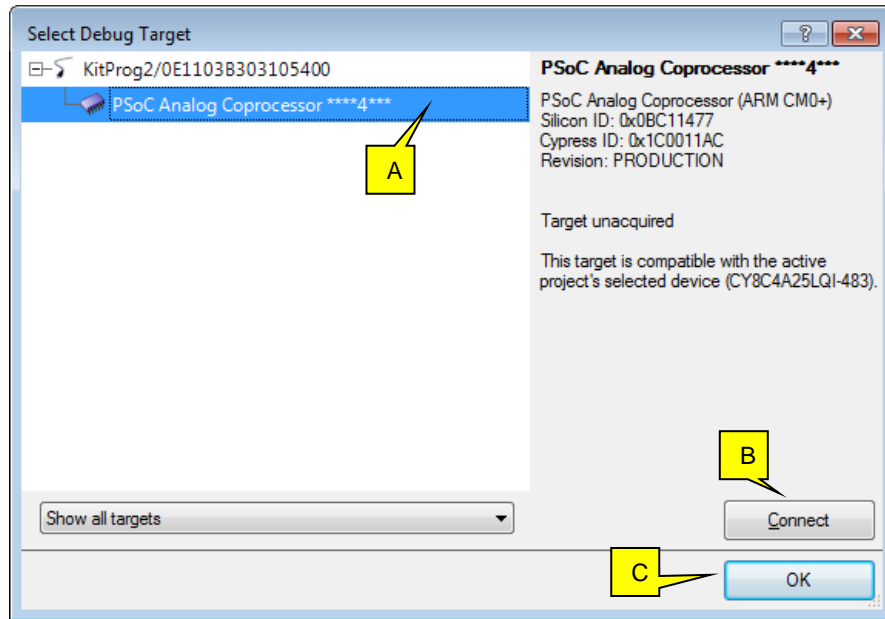 Select Debug Target
KitProg2/0E1103B303105400
PSoC Analog Coprocessor ****4***
A
PSoC Analog Coprocessor ****4***
PSoC Analog Coprocessor (ARM CM0+)
Silicon ID: 0x0BC11477
Cypress ID: 0x1C0011AC
Revision: PRODUCTION
Target unacquired
This target is compatible with the active
project's selected device (CY8C4A25LQI-483).
B
Show all targets
Connect
C
OK